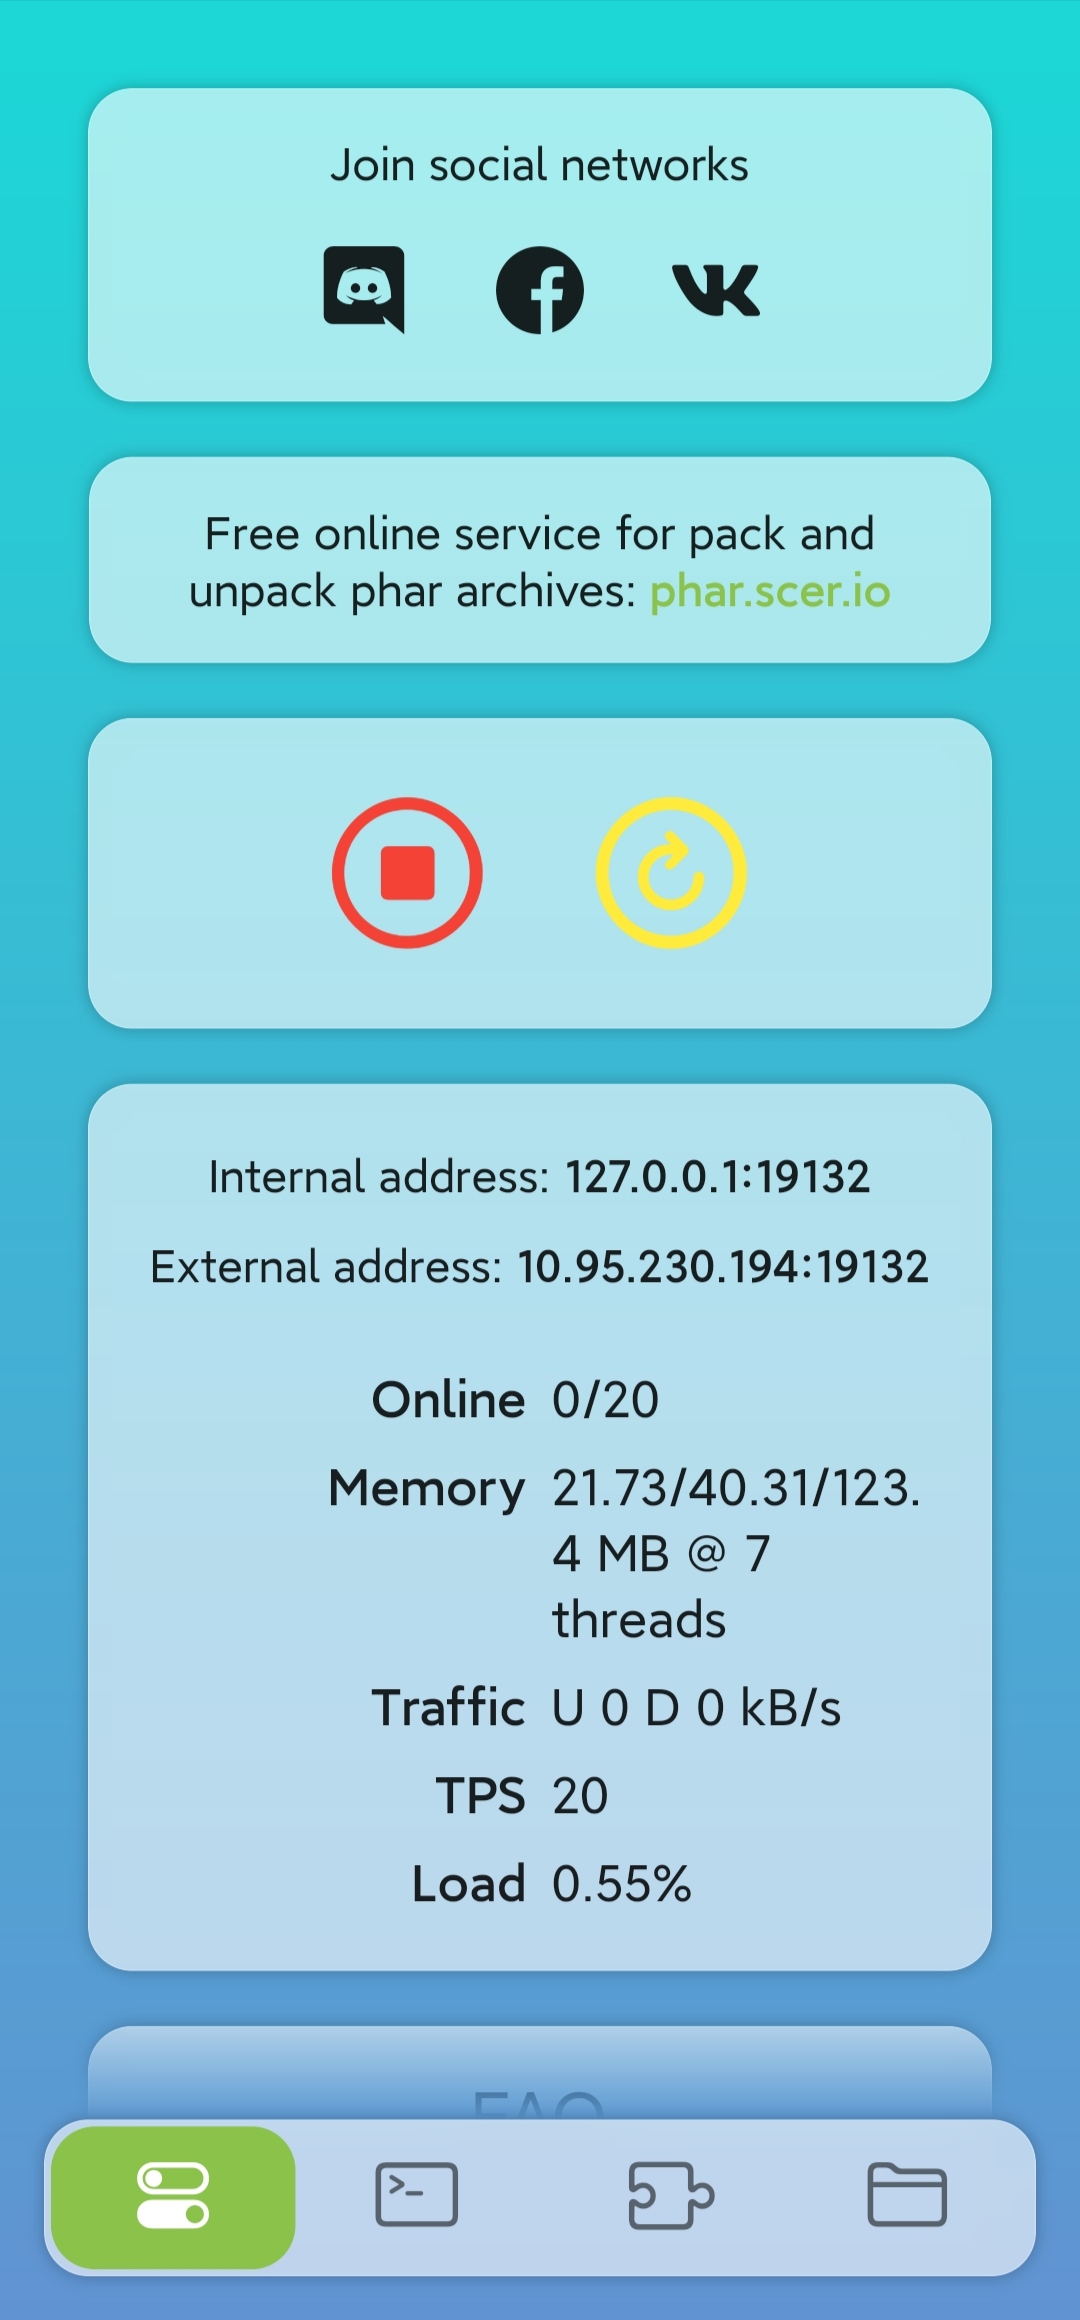 Join social networks
Free online service for pack and
unpack phar archives: phar.scer.io
Internal address: 127.0.0.1:19132
External address: 10.95.230.194:19132
Online 0/20
Memory 21.73/40.31/123.
4 MB @ 7
threads
Traffic U 0 D 0 kB/s
TPS 20
Load 0.55%
FAQ